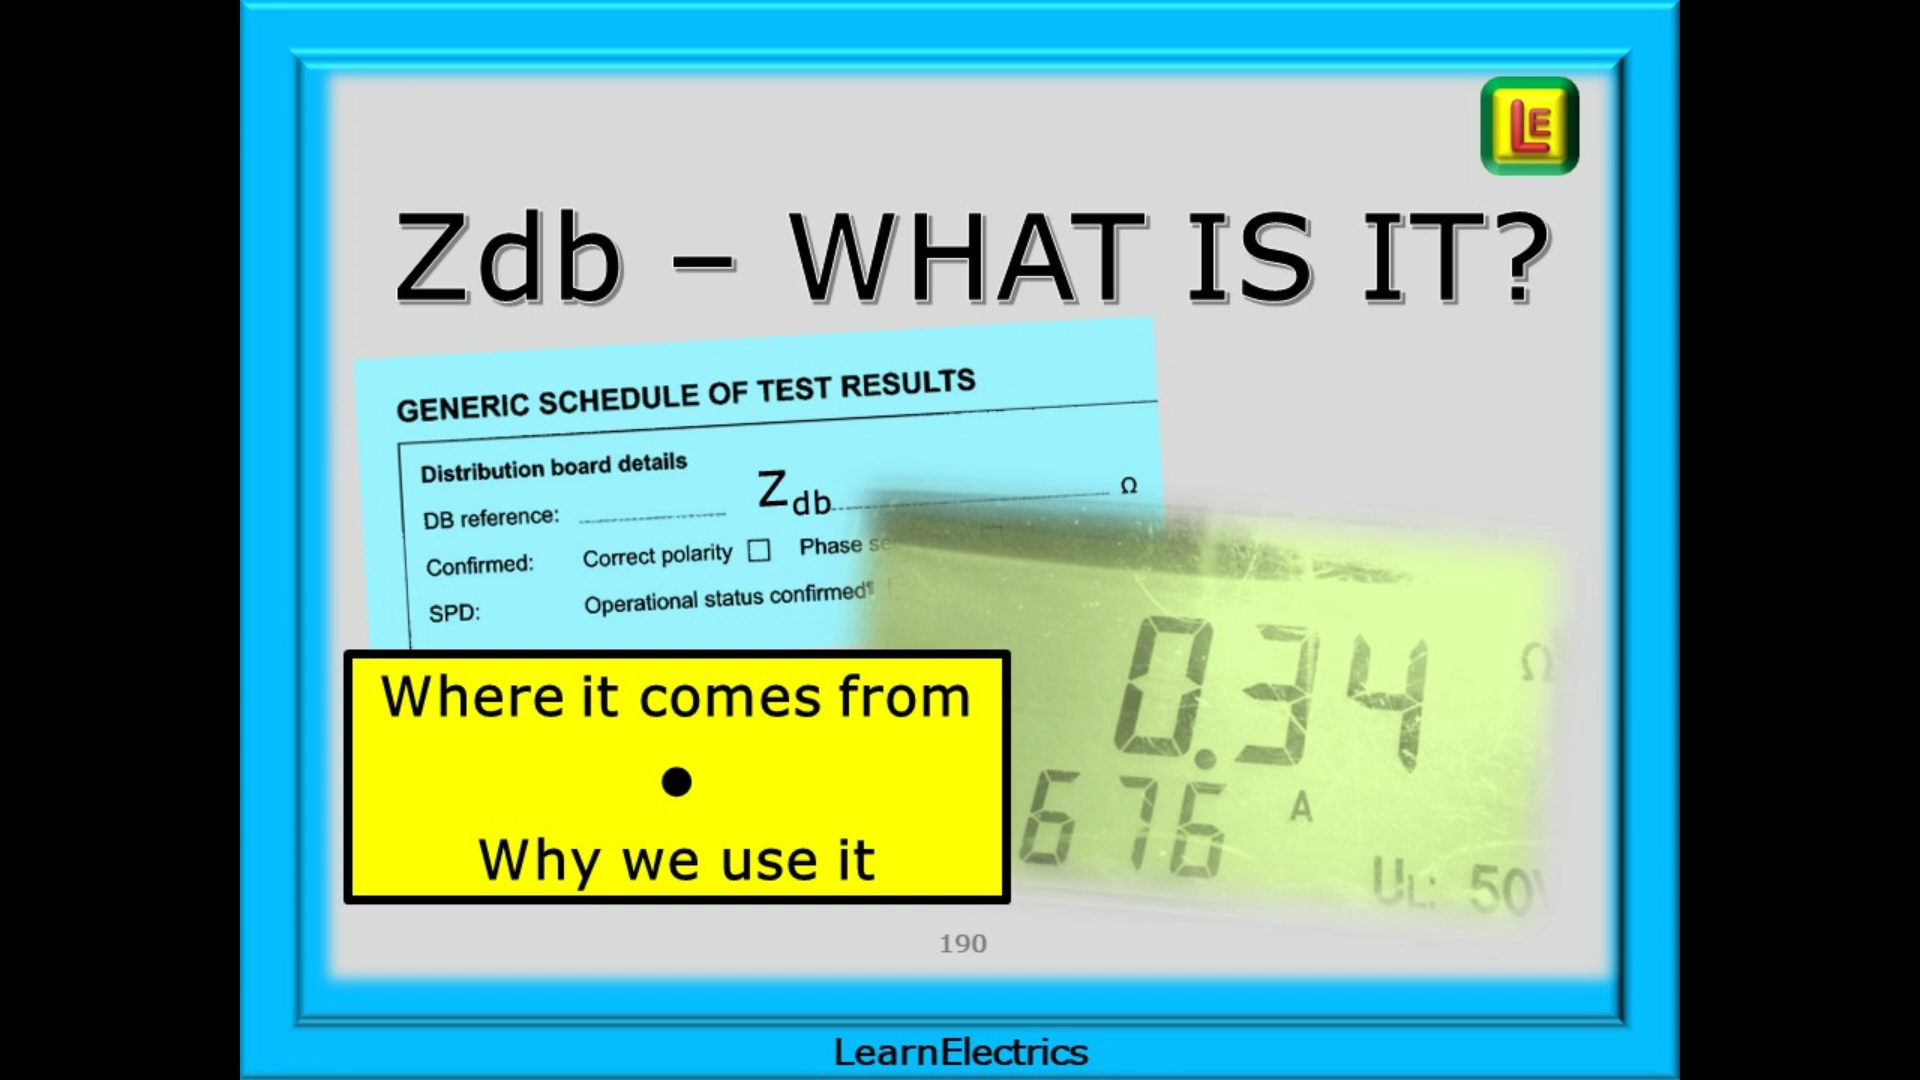 LE
Zdb – WHAT IS IT?
GENERIC SCHEDULE OF TEST RESULTS
Distribution board details
DB reference: Zdb Ω
Confirmed: Correct polarity Phase
SPD: Operational status confirmed
0.34 Ω
676 A
UL: 50V
Where it comes from
•
Why we use it
190
LearnElectrics